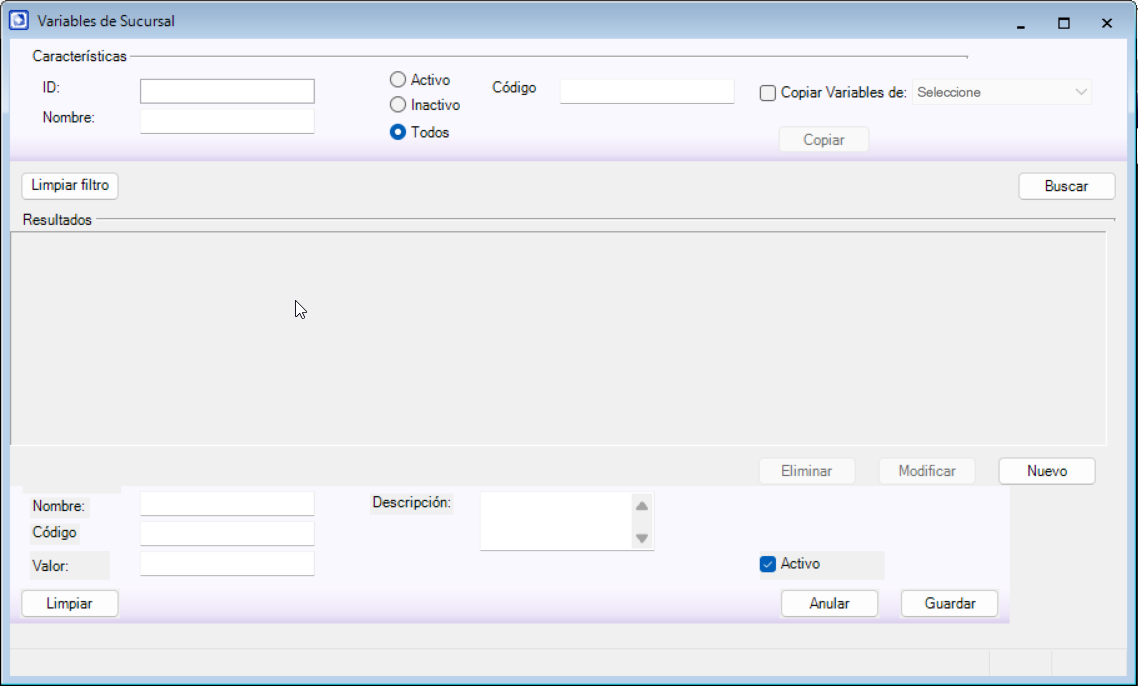 Variables de Sucursal
Características
ID:
Activo
Código
Copiar Variables de: Seleccione
Inactivo
Nombre:
Todos
Copiar
Limpiar filtro
Buscar
Resultados
Eliminar Modificar Nuevo
Nombre:
Descripción:
Código
Valor:
Activo
Limpiar
Anular Guardar